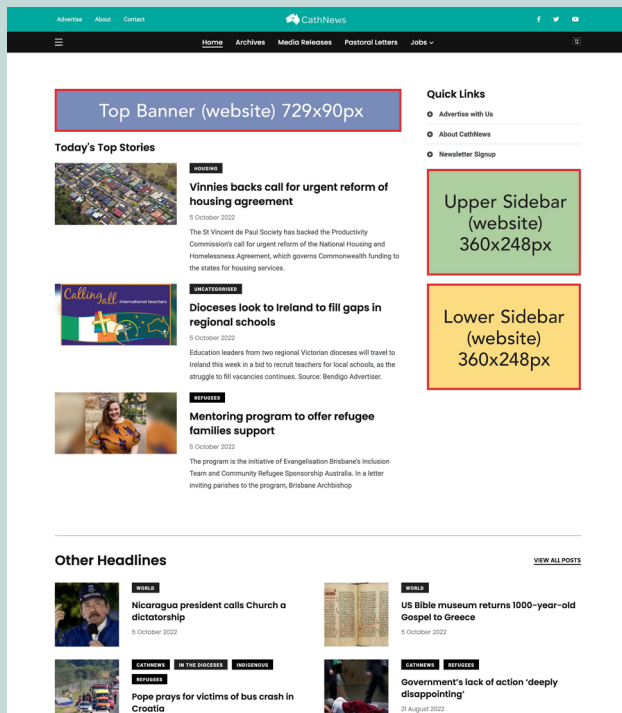 Advertise About Contact
CathNews
Home Archives Media Releases Pastoral Letters Jobs
Top Banner (website) 729x90px
Today's Top Stories
HOUSING
Vinnies backs call for urgent reform of
housing agreement
5 October 2022
The St Vincent de Paul Society has backed the Productivity
Commission's call for urgent reform of the National Housing and
Homelessness Agreement, which governs Commonwealth funding to
the states for housing services.
Calling all international teachers
UNCATEGORISED
Dioceses look to Ireland to fill gaps in
regional schools
5 October 2022
Education leaders from two regional Victorian dioceses will travel to
Ireland this week in a bid to recruit teachers for local schools, as the
struggle to fill vacancies continues. Source: Bendigo Advertiser.
REFUGEES
Mentoring program to offer refugee
families support
5 October 2022
The program is the initiative of Evangelisation Brisbane's Inclusion
Team and Community Refugee Sponsorship Australia. In a letter
inviting parishes to the program, Brisbane Archbishop
Quick Links
Advertise with Us
About CathNews
Newsletter Signup
Upper Sidebar
(website)
360x248px
Lower Sidebar
(website)
360x248px
Other Headlines
VIEW ALL POSTS
WORLD
Nicaragua president calls Church a
dictatorship
5 October 2022
WORLD
US Bible museum returns 1000-year-old
Gospel to Greece
5 October 2022
CATHNEWS IN THE DIOCESES INDIGENOUS
REFUGEES
Pope prays for victims of bus crash in
Croatia
CATHNEWS REFUGEES
Government's lack of action 'deeply
disappointing'
21 August 2022